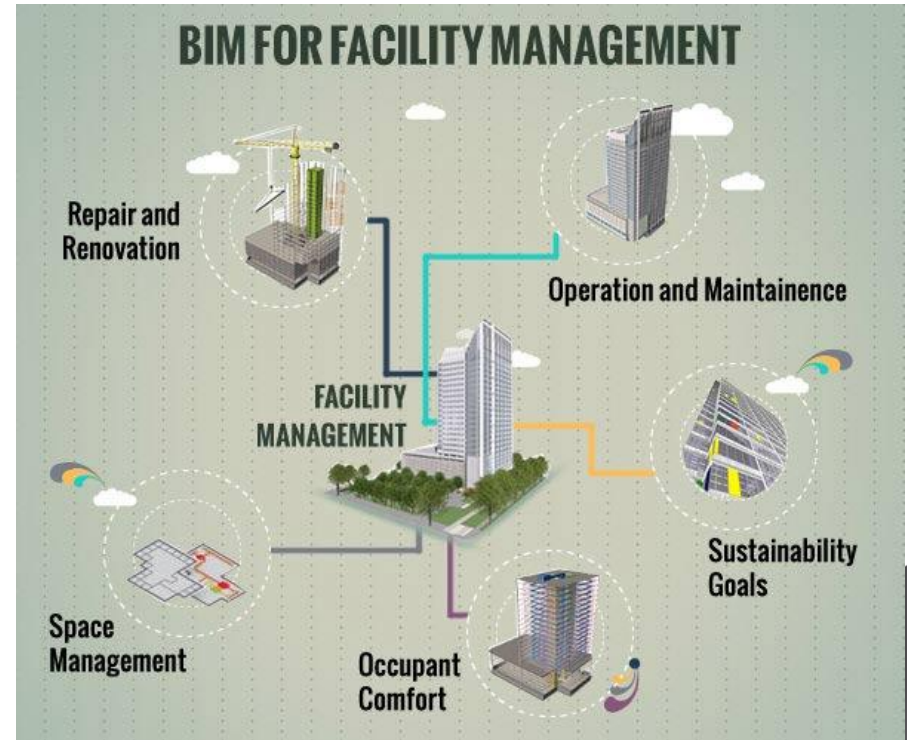 BIM FOR FACILITY MANAGEMENT
Repair and
Renovation
Operation and Maintainence
FACILITY
MANAGEMENT
Sustainability
Goals
Space
Management
Occupant
Comfort